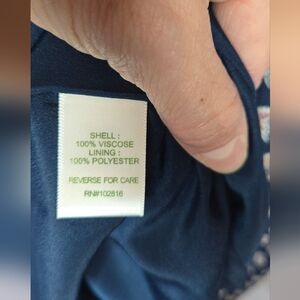 SHELL :
100% VISCOSE
LINING :
100% POLYESTER
REVERSE FOR CARE
RN#102816